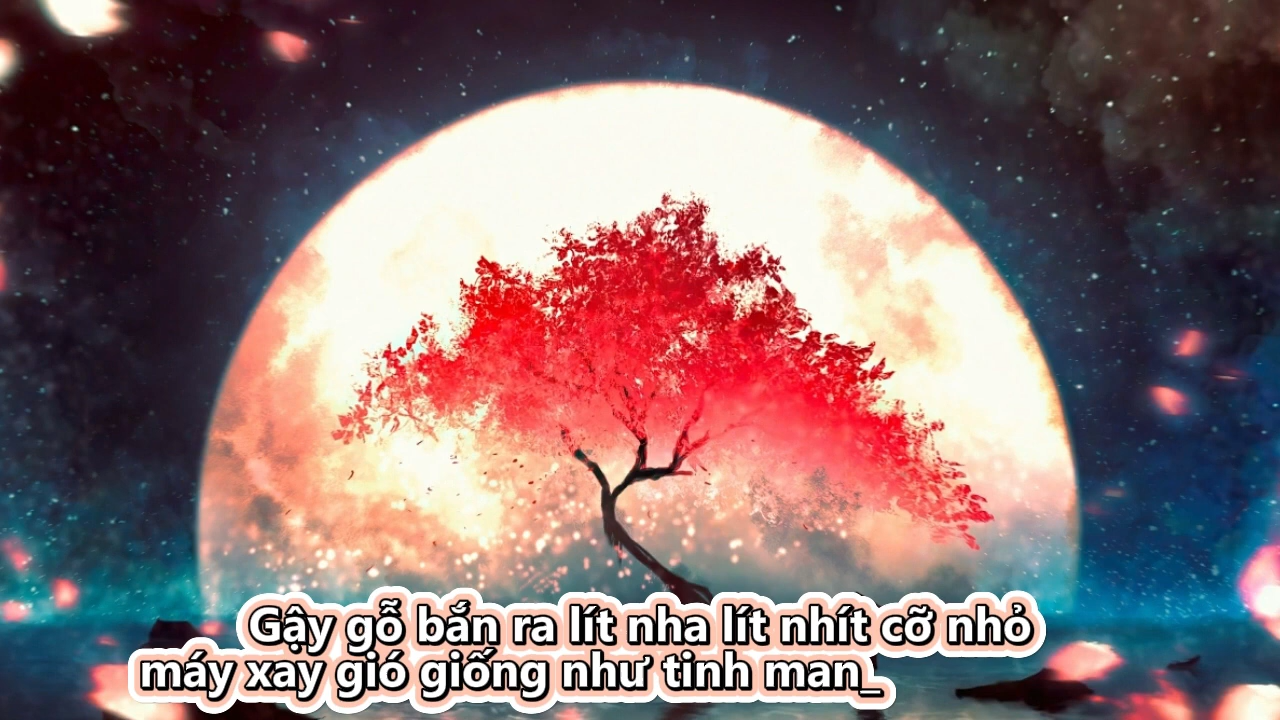 Gậy gỗ bắn ra lít nha lít nhít cỡ nhỏ
máy xay gió giống như tinh man_